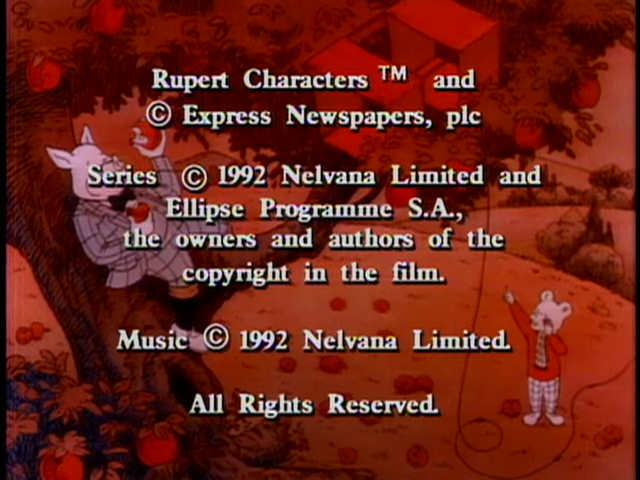 Rupert Characters ™ and
© Express Newspapers, plc
Series © 1992 Nelvana Limited and
Ellipse Programme S.A.,
the owners and authors of the
copyright in the film.
Music © 1992 Nelvana Limited.
All Rights Reserved.